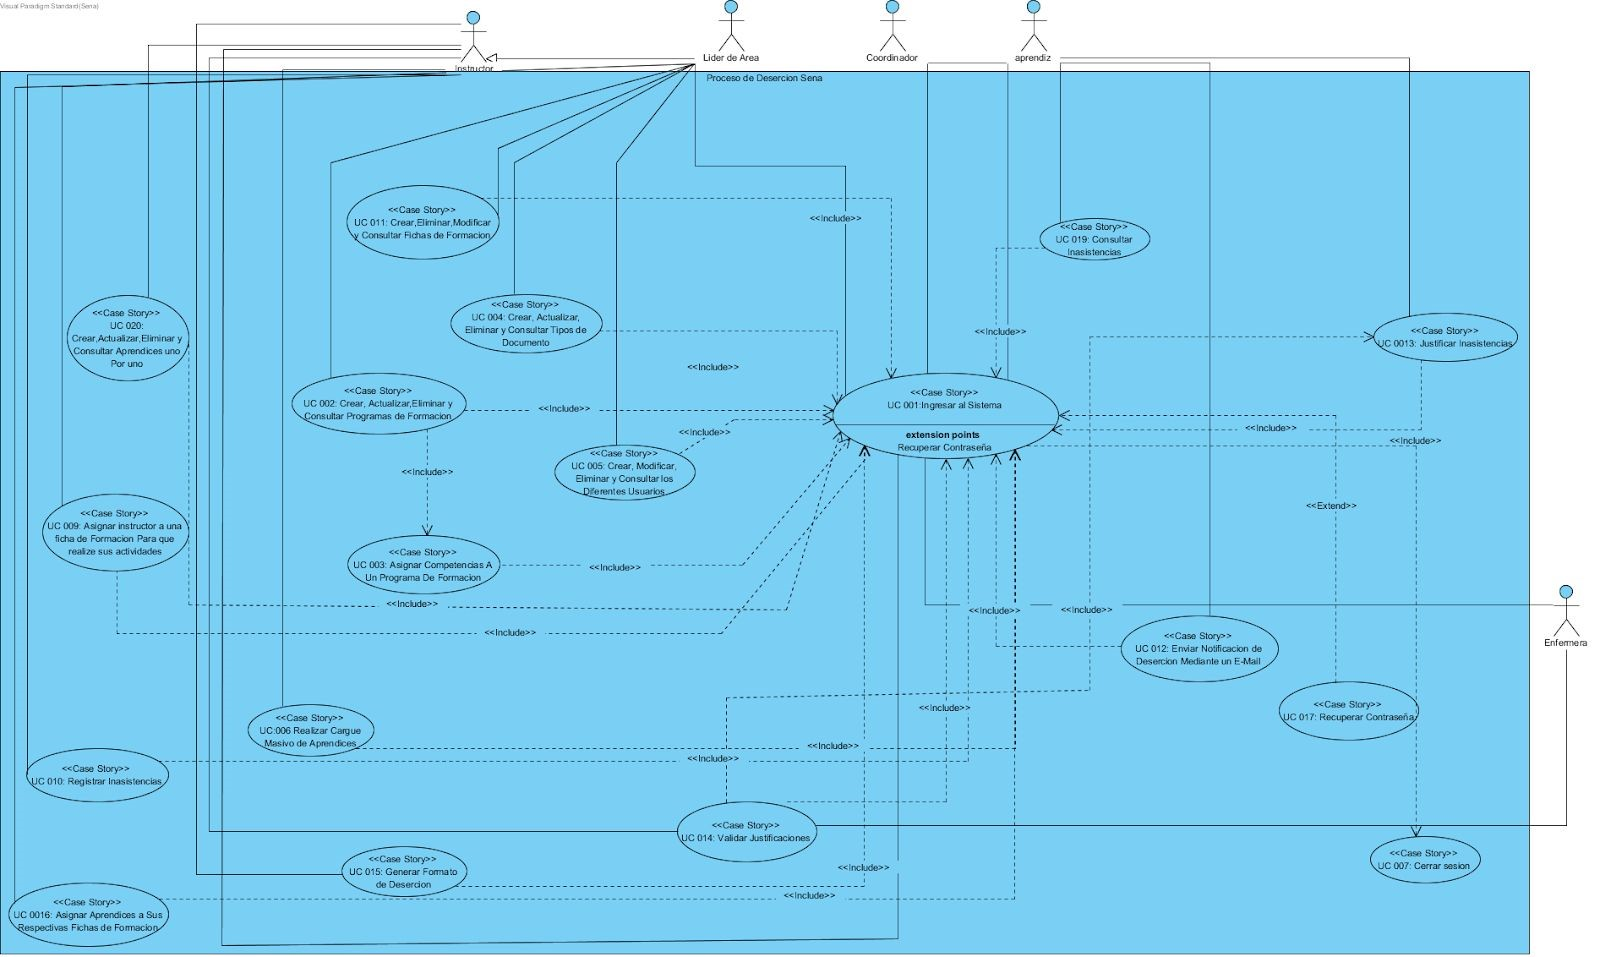 Visual Paradigm Standard(Sena)
Instructor
Lider de Area
Coordinador
aprendiz
Proceso de Desercion Sena
<<Case Story>>
UC 011: Crear,Eliminar,Modificar
y Consultar Fichas de Formacion
<<Include>>
<<Case Story>>
UC 019: Consultar
Inasistencias
<<Case Story>>
UC 020:
Crear,Actualizar,Eliminar y
Consultar Aprendices uno
Por uno
<<Case Story>>
UC 004: Crear, Actualizar,
Eliminar y Consultar Tipos de
Documento
<<Include>>
<<Case Story>>
UC 0013: Justificar Inasistencias
<<Include>>
<<Case Story>>
UC 002: Crear, Actualizar,Eliminar y
Consultar Programas de Formacion
<<Include>>
<<Case Story>>
UC 001:Ingresar al Sistema
extension points
Recuperar Contraseña
<<Include>>
<<Include>>
<<Include>>
<<Case Story>>
UC 005: Crear, Modificar,
Eliminar y Consultar los
Diferentes Usuarios
<<Include>>
<<Extend>>
<<Case Story>>
UC 009: Asignar instructor a una
ficha de Formacion Para que
realize sus actividades
<<Case Story>>
UC 003: Asignar Competencias A
Un Programa De Formacion
<<Include>>
<<Include>>
<<Include>>
<<Include>>
<<Include>>
<<Case Story>>
UC 012: Enviar Notificacion de
Desercion Mediante un E-Mail
Enfermera
<<Case Story>>
UC:006 Realizar Cargue
Masivo de Aprendices
<<Include>>
<<Case Story>>
UC 017: Recuperar Contraseña
<<Include>>
<<Include>>
<<Case Story>>
UC 010: Registrar Inasistencias
<<Case Story>>
UC 014: Validar Justificaciones
<<Case Story>>
UC 015: Generar Formato
de Desercion
<<Include>>
<<Case Story>>
UC 007: Cerrar sesion
<<Include>>
<<Case Story>>
UC 0016: Asignar Aprendices a Sus
Respectivas Fichas de Formacion